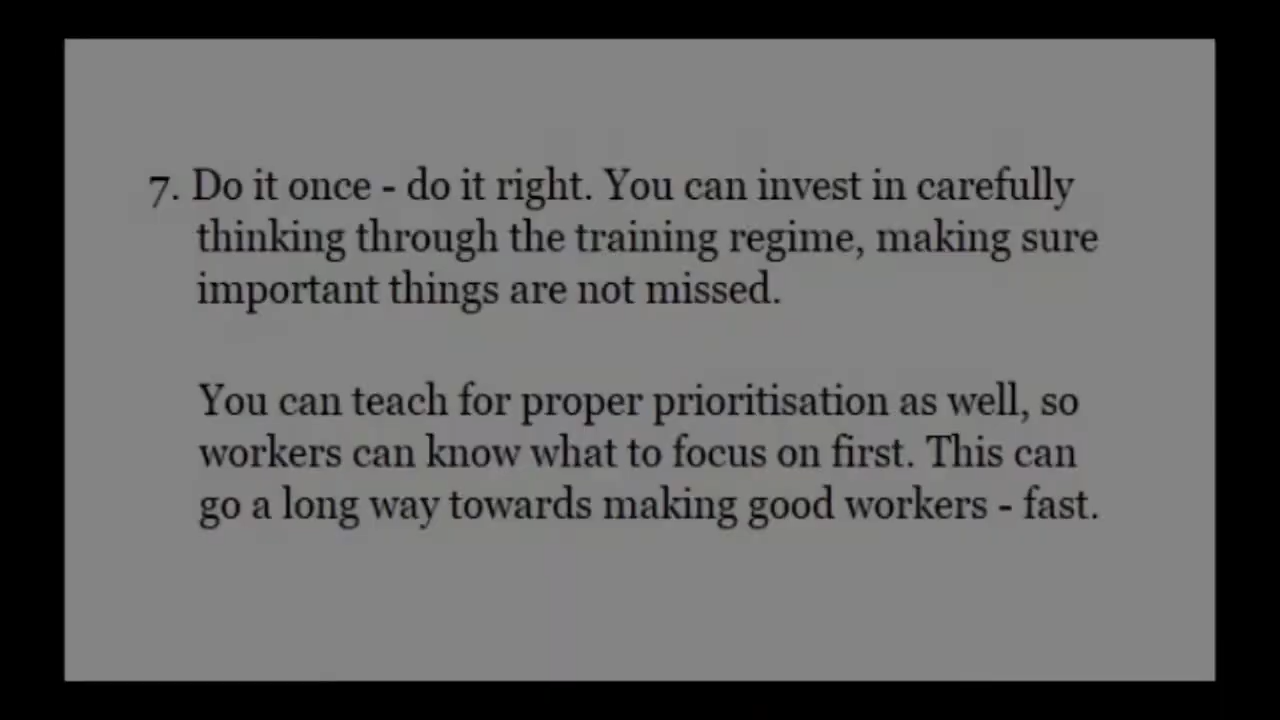 7. Do it once - do it right. You can invest in carefully
thinking through the training regime, making sure
important things are not missed.
You can teach for proper prioritisation as well, so
workers can know what to focus on first. This can
go a long way towards making good workers - fast.